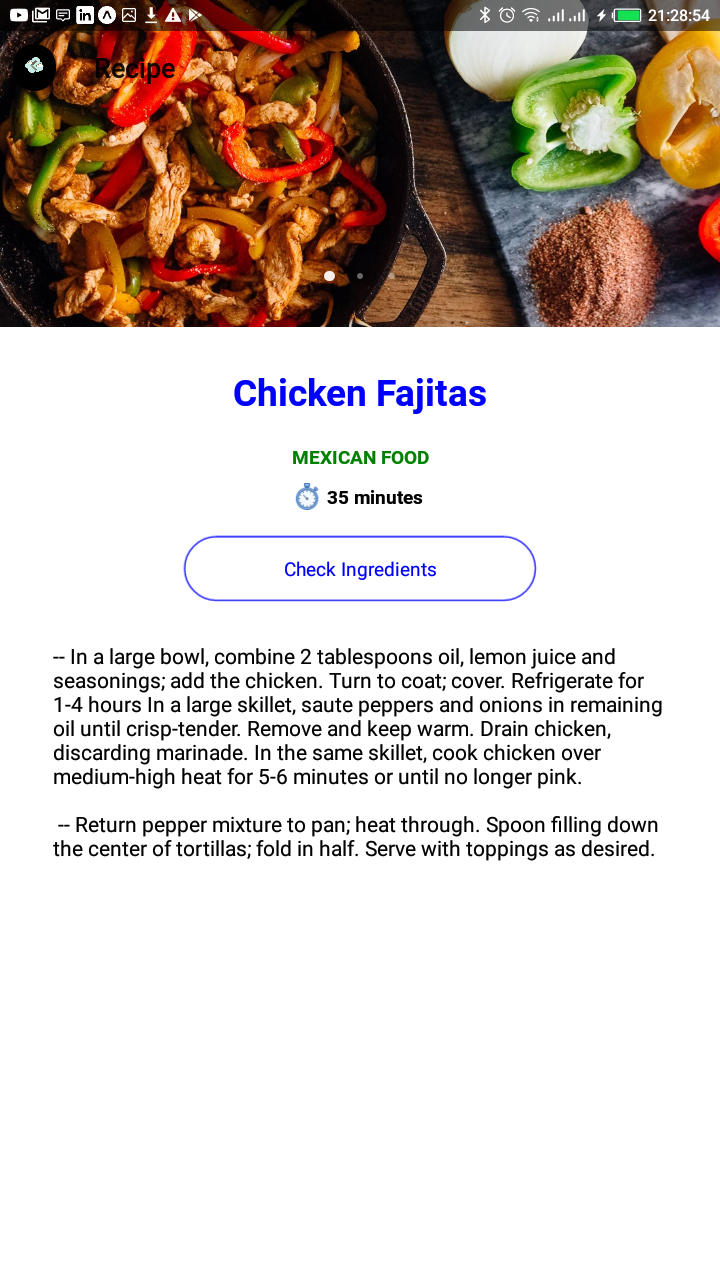 21:28:54
Recipe
Chicken Fajitas
MEXICAN FOOD
35 minutes
Check Ingredients
-- In a large bowl, combine 2 tablespoons oil, lemon juice and
seasonings; add the chicken. Turn to coat; cover. Refrigerate for
1-4 hours In a large skillet, saute peppers and onions in remaining
oil until crisp-tender. Remove and keep warm. Drain chicken,
discarding marinade. In the same skillet, cook chicken over
medium-high heat for 5-6 minutes or until no longer pink.
-- Return pepper mixture to pan; heat through. Spoon filling down
the center of tortillas; fold in half. Serve with toppings as desired.